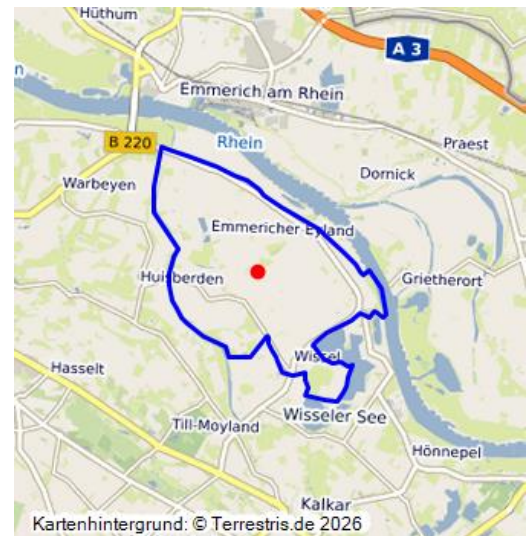 Hüthum
A 3
Emmerich am Rhein
B 220
Rhein
Praest
Dornick
Warbeyen
Emmericher Eyland
Huisberden
Grietherort
Wissel
Hasselt
Till-Moyland
Wisseler See
Hönnepel
Kalkar
Kartenhintergrund: © Terrestris.de 2026